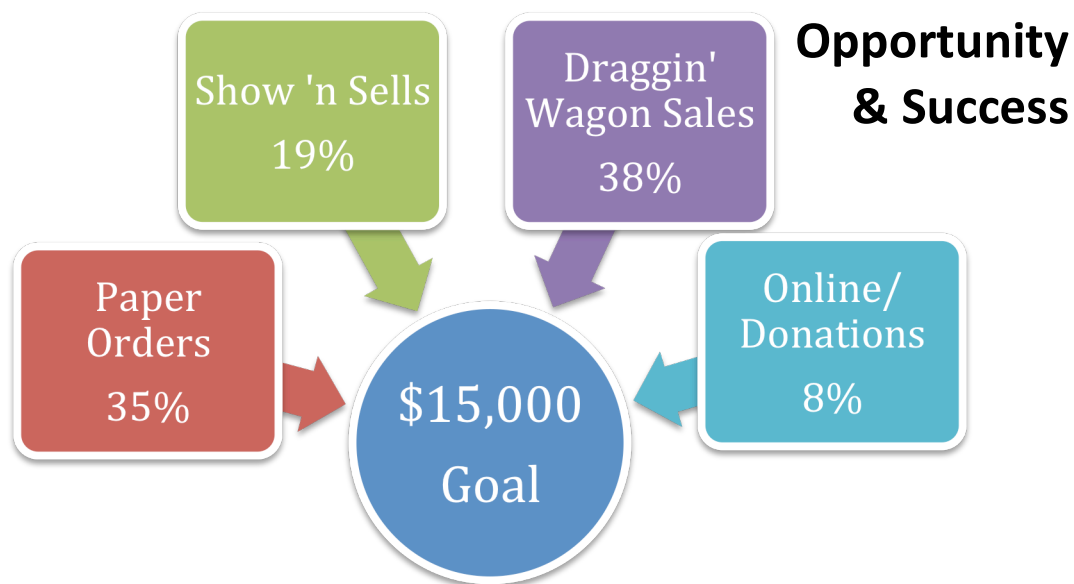 Opportunity
& Success
Show 'n Sells
19%
Draggin'
Wagon Sales
38%
Paper
Orders
35%
Online/
Donations
8%
$15,000
Goal